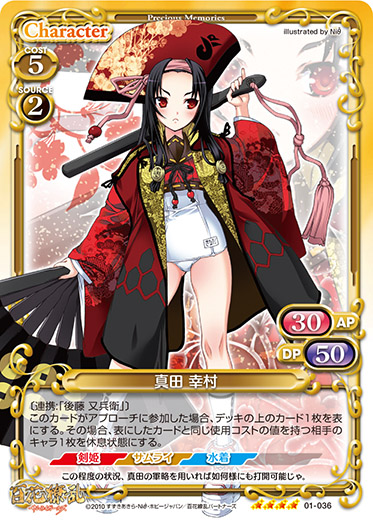 Precious Memories
Character
illustrated by Niθ
COST
5
SOURCE
2
30 AP
DP 50
真田 幸村
〔連携:「後藤 又兵衛」〕
このカードがアプローチに参加した場合、デッキの上のカード1枚を表
にする。その場合、表にしたカードと同じ使用コストの値を持つ相手の
キャラ1枚を休息状態にする。
剣姫 サムライ 水着
この程度の状況、真田の軍略を用いれば如何様にも打開可能じゃ。
百花繚乱
©2010 すずきあきら・Niθ・ホビージャパン/百花繚乱パートナーズ
01-036